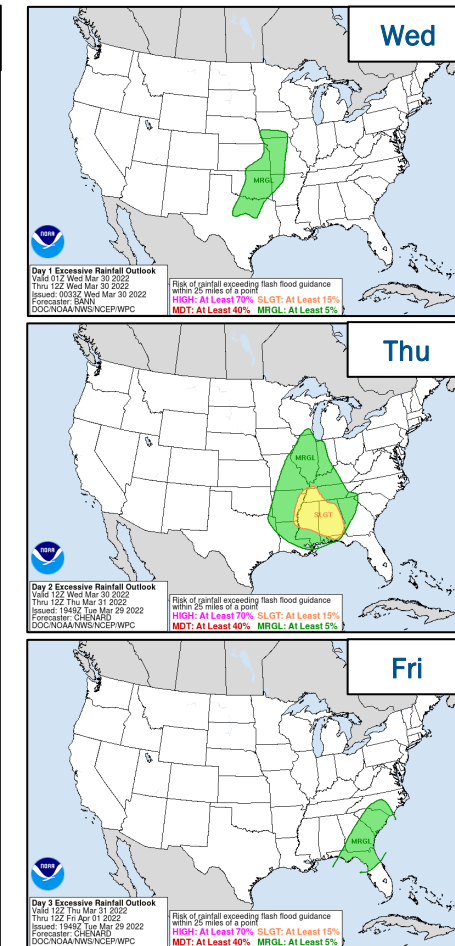 Wed
MRGL
NOAA
Day 1 Excessive Rainfall Outlook
Valid 01Z Wed Mar 30 2022
Thru 12Z Wed Mar 30 2022
Issued: 0033Z Wed Mar 30 2022
Forecaster: BANN
DOC/NOAA/NWS/NCEP/WPC
Risk of rainfall exceeding flash flood guidance
within 25 miles of a point
HIGH: At Least 70% SLGT: At Least 15%
MDT: At Least 40% MRGL: At Least 5%
Thu
MRGL
SLGT
NOAA
Day 2 Excessive Rainfall Outlook
Valid 12Z Wed Mar 30 2022
Thru 12Z Thu Mar 31 2022
Issued: 1949Z Tue Mar 29 2022
Forecaster: CHENARD
DOC/NOAA/NWS/NCEP/WPC
Risk of rainfall exceeding flash flood guidance
within 25 miles of a point
HIGH: At Least 70% SLGT: At Least 15%
MDT: At Least 40% MRGL: At Least 5%
Fri
MRGL
NOAA
Day 3 Excessive Rainfall Outlook
Valid 12Z Thu Mar 31 2022
Thru 12Z Fri Apr 01 2022
Issued: 1949Z Tue Mar 29 2022
Forecaster: CHENARD
DOC/NOAA/NWS/NCEP/WPC
Risk of rainfall exceeding flash flood guidance
within 25 miles of a point
HIGH: At Least 70% SLGT: At Least 15%
MDT: At Least 40% MRGL: At Least 5%